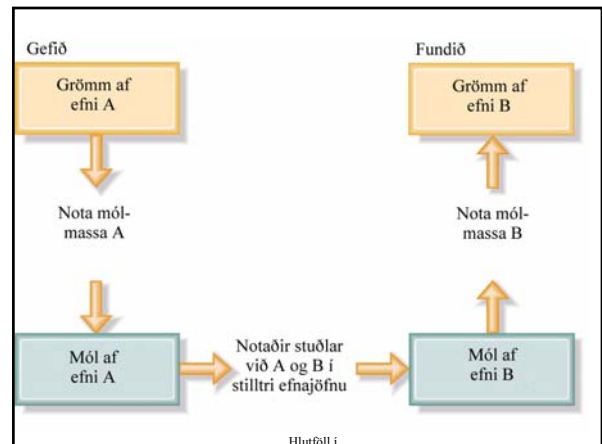 Gefið
Fundið
Grömm af
efni A
Grömm af
efni B
Nota mól-
massa A
Nota mól-
massa B
Mól af
efni A
Notaðir stuðlar
við A og B í
stilltri efnajöfnu
Mól af
efni B
Hlutföll í